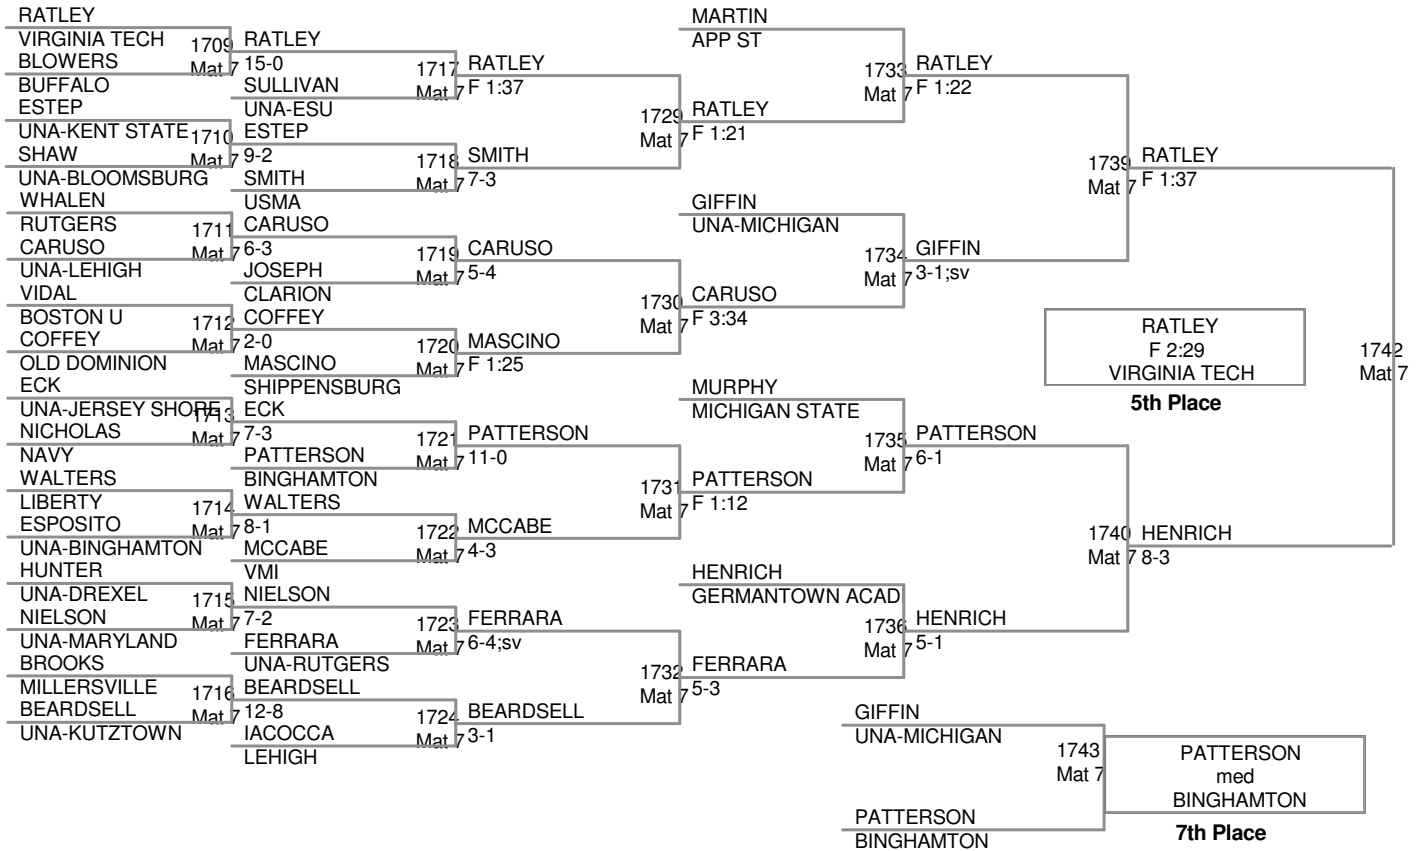 RATLEY
VIRGINIA TECH
BLOWERS
BUFFALO
ESTEP
UNA-KENT STATE
SHAW
UNA-BLOOMSBURG
WHALEN
RUTGERS
CARUSO
UNA-LEHIGH
VIDAL
BOSTON U
COFFEY
OLD DOMINION
ECK
UNA-JERSEY SHORE
NICHOLAS
NAVY
WALTERS
LIBERTY
ESPOSITO
UNA-BINGHAMTON
HUNTER
UNA-DREXEL
NIELSON
UNA-MARYLAND
BROOKS
MILLERSVILLE
BEARDSELL
UNA-KUTZTOWN
1709
Mat 7
1710
Mat 7
1711
Mat 7
1712
Mat 7
1713
Mat 7
1714
Mat 7
1715
Mat 7
1716
Mat 7
RATLEY
15-0
SULLIVAN
UNA-ESU
ESTEP
9-2
SMITH
USMA
CARUSO
6-3
JOSEPH
CLARION
COFFEY
2-0
MASCINO
SHIPPENSBURG
ECK
7-3
PATTERSON
BINGHAMTON
WALTERS
8-1
MCCABE
VMI
NIELSON
7-2
FERRARA
UNA-RUTGERS
BEARDSELL
12-8
IACOCCA
LEHIGH
1717
Mat 7
1718
Mat 7
1719
Mat 7
1720
Mat 7
1721
Mat 7
1722
Mat 7
1723
Mat 7
1724
Mat 7
RATLEY
F 1:37
SMITH
7-3
CARUSO
5-4
MASCINO
F 1:25
PATTERSON
11-0
MCCABE
4-3
FERRARA
6-4;sv
BEARDSELL
3-1
1729
Mat 7
1730
Mat 7
1731
Mat 7
1732
Mat 7
MARTIN
APP ST
RATLEY
F 1:21
GIFFIN
UNA-MICHIGAN
CARUSO
F 3:34
MURPHY
MICHIGAN STATE
PATTERSON
F 1:12
HENRICH
GERMANTOWN ACAD
FERRARA
5-3
1733
Mat 7
1734
Mat 7
1735
Mat 7
1736
Mat 7
RATLEY
F 1:22
GIFFIN
3-1;sv
PATTERSON
6-1
HENRICH
5-1
1739
Mat 7
1740
Mat 7
RATLEY
F 1:37
HENRICH
8-3
1742
Mat 7
RATLEY
F 2:29
VIRGINIA TECH
5th Place
GIFFIN
UNA-MICHIGAN
PATTERSON
BINGHAMTON
1743
Mat 7
PATTERSON
med
BINGHAMTON
7th Place